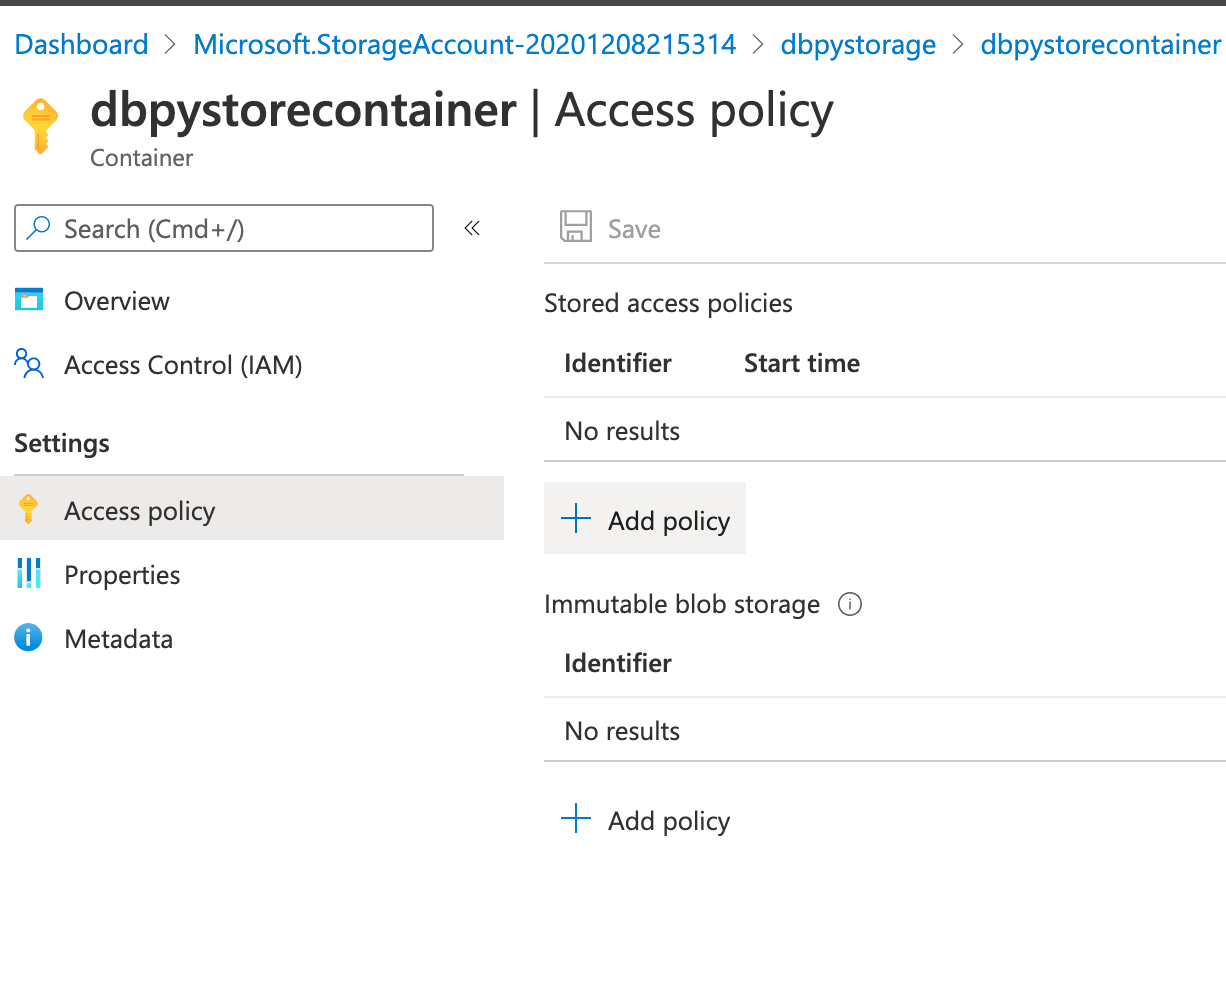 Dashboard > Microsoft.StorageAccount-20201208215314 > dbpystorage > dbpystorecontainer
dbpystorecontainer | Access policy
Container
Search (Cmd+/)
«
Save
Overview
Access Control (IAM)
Settings
Access policy
Properties
Metadata
Stored access policies
Identifier Start time
No results
+ Add policy
Immutable blob storage
Identifier
No results
+ Add policy